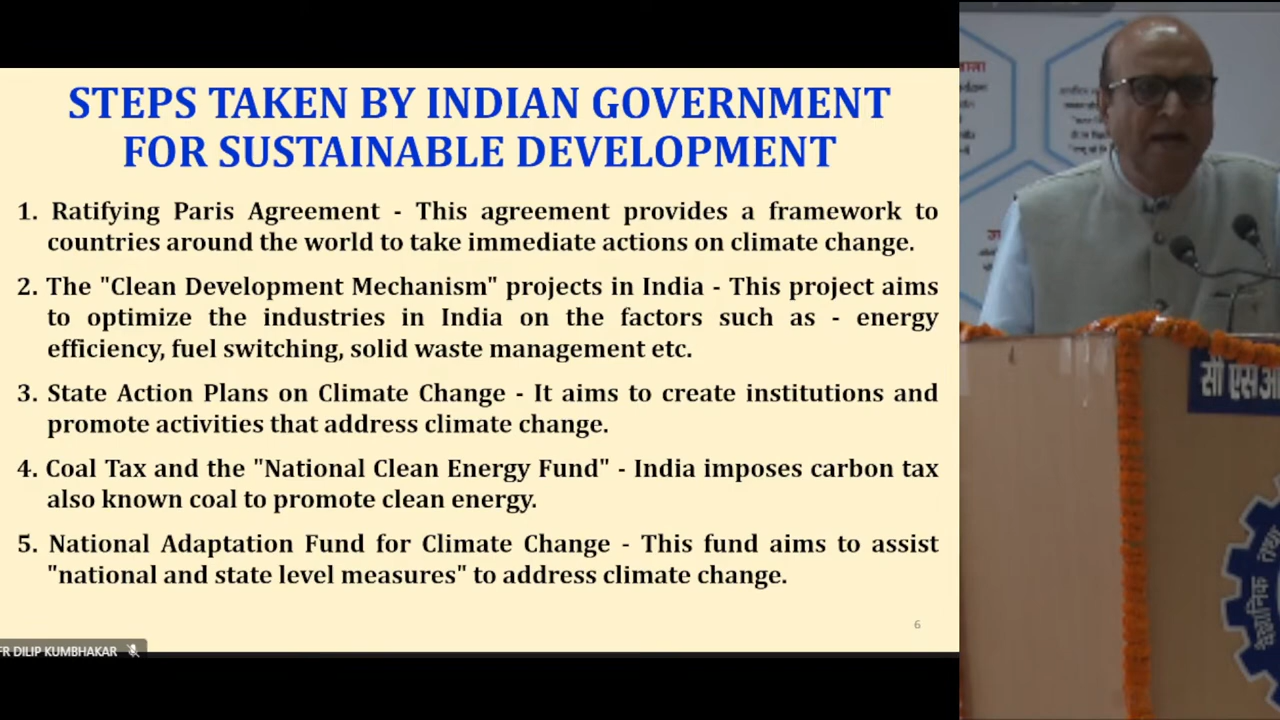 STEPS TAKEN BY INDIAN GOVERNMENT
FOR SUSTAINABLE DEVELOPMENT
1. Ratifying Paris Agreement - This agreement provides a framework to
countries around the world to take immediate actions on climate change.
2. The "Clean Development Mechanism" projects in India - This project aims
to optimize the industries in India on the factors such as - energy
efficiency, fuel switching, solid waste management etc.
3. State Action Plans on Climate Change - It aims to create institutions and
promote activities that address climate change.
4. Coal Tax and the "National Clean Energy Fund" - India imposes carbon tax
also known coal to promote clean energy.
5. National Adaptation Fund for Climate Change - This fund aims to assist
"national and state level measures" to address climate change.
6
FR DILIP KUMBHAKAR
सी एस आ